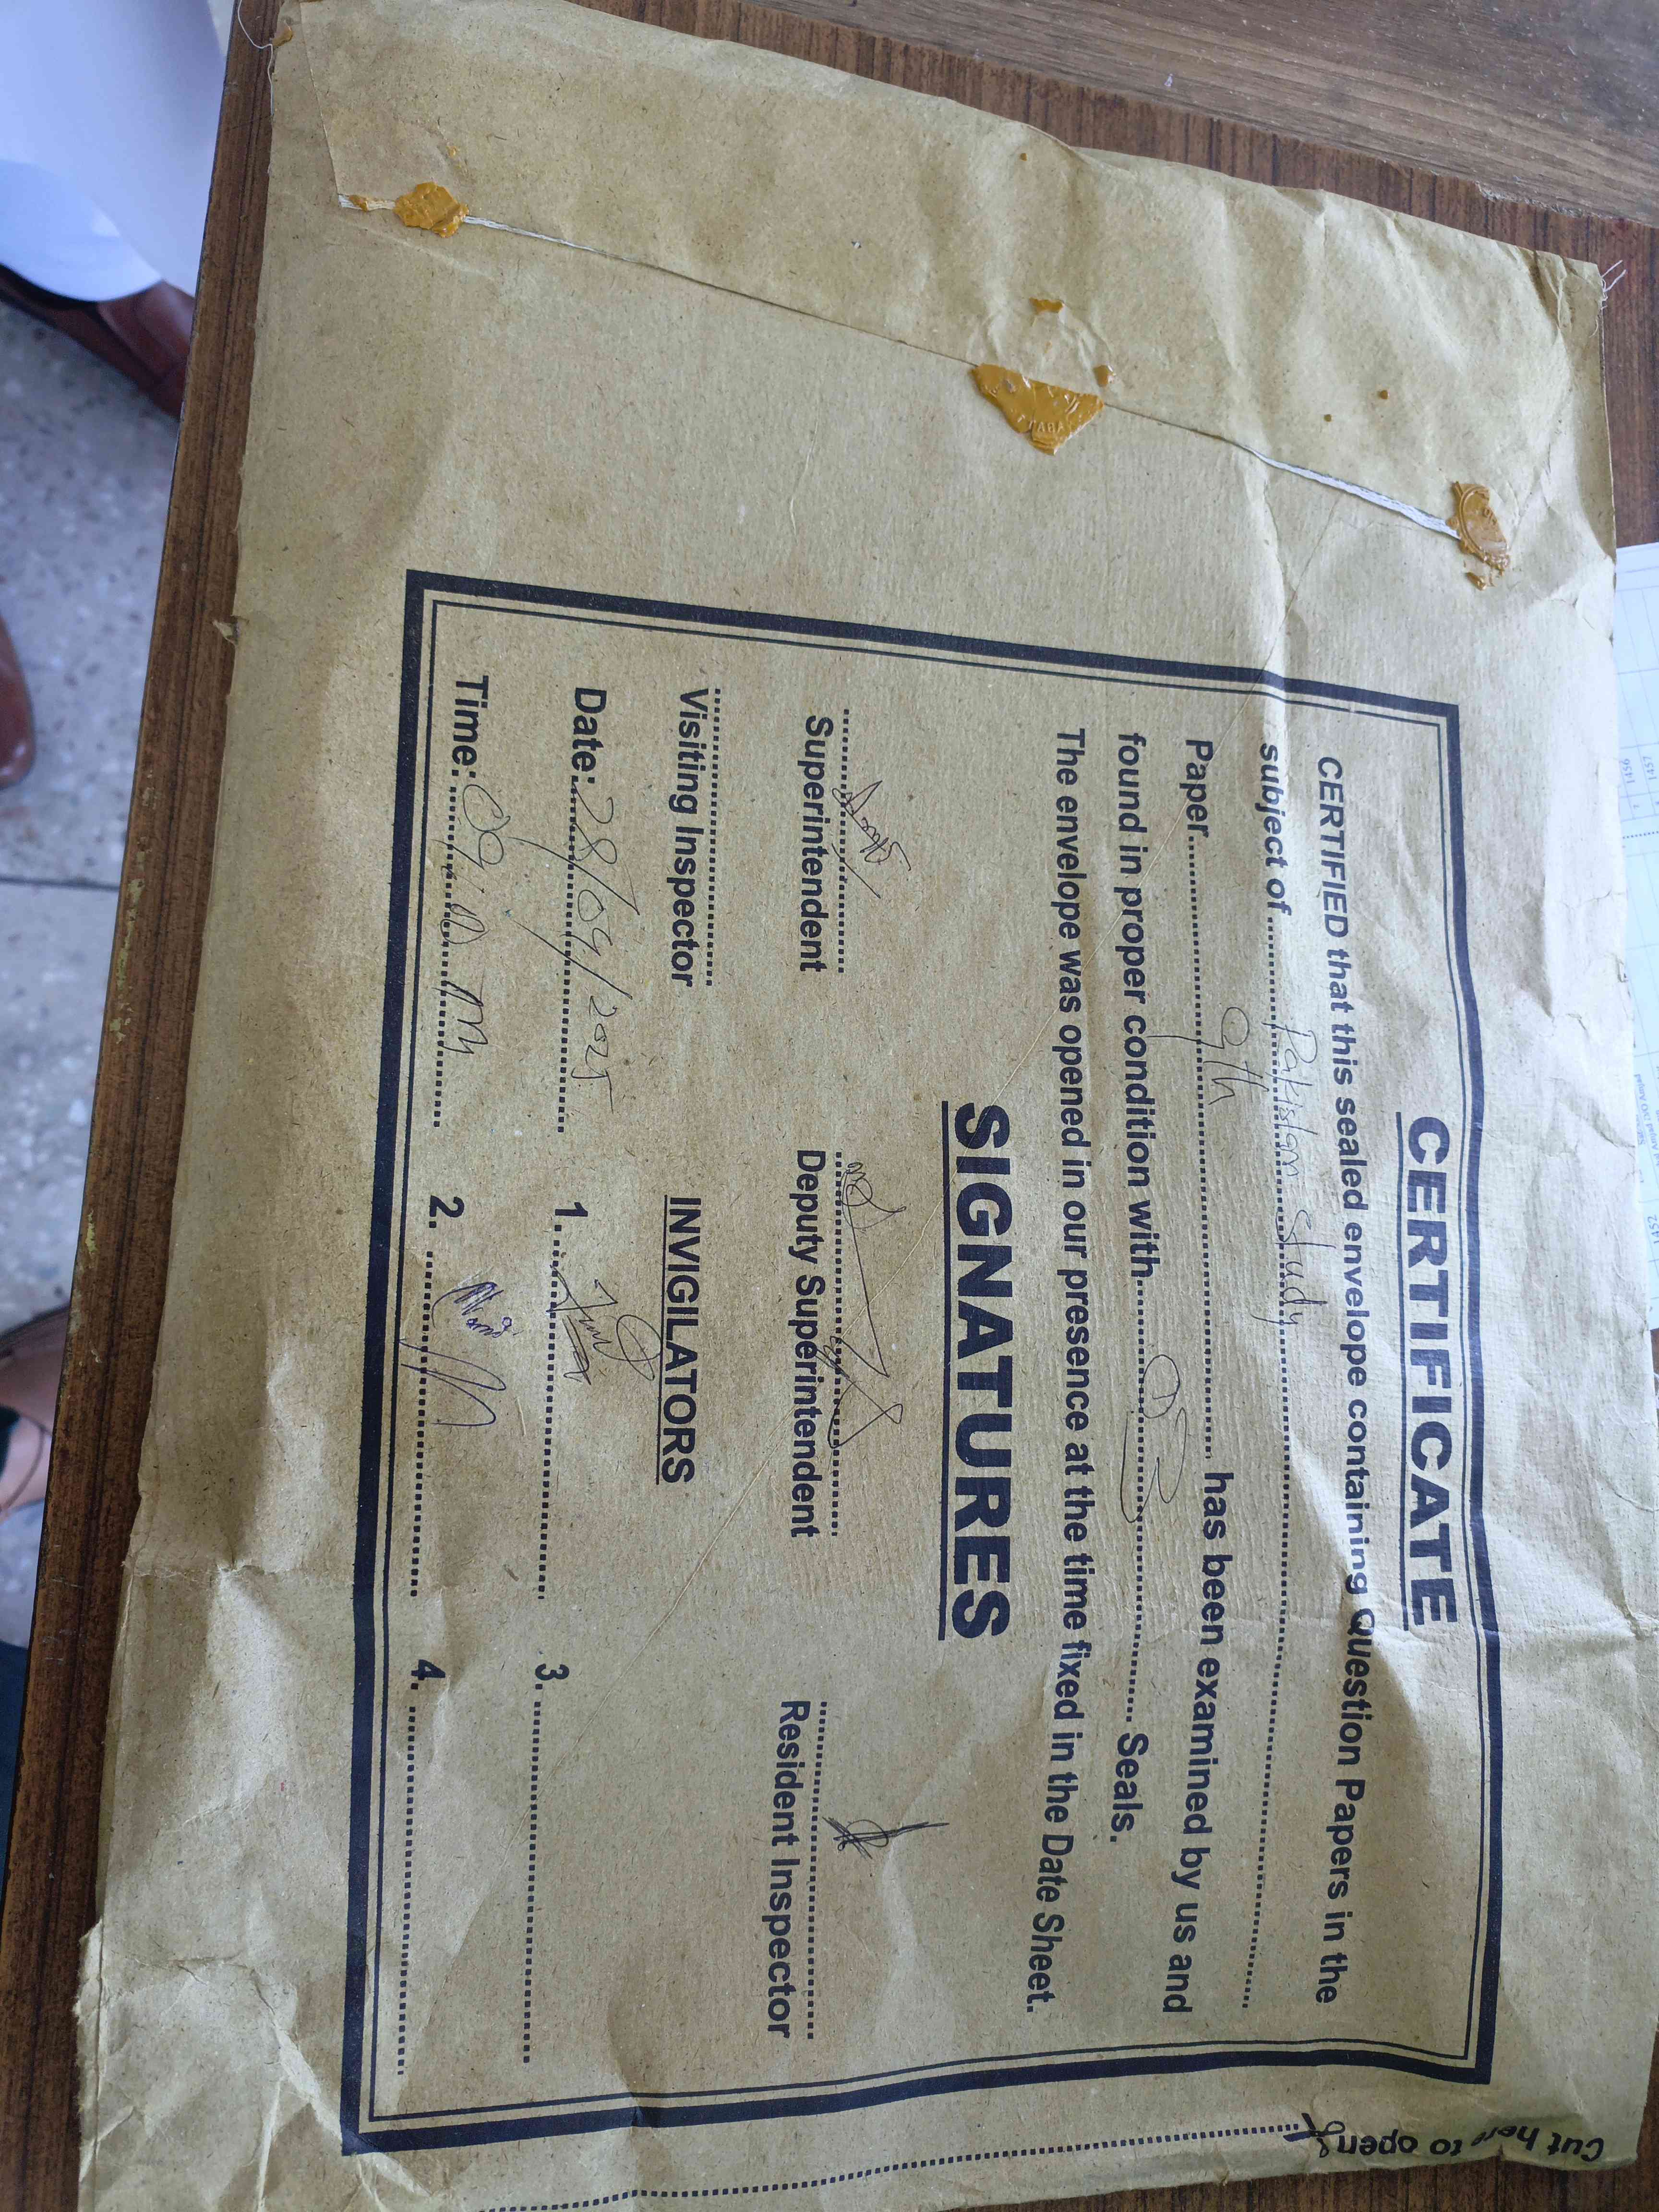 CERTIFICATE
CERTIFIED that this sealed envelope containing Question Papers in the
subject of Pakistan Study
Paper 9th has been examined by us and
found in proper condition with 03 Seals.
The envelope was opened in our presence at the time fixed in the Date Sheet.
SIGNATURES
Superintendent Deputy Superintendent Resident Inspector
Visiting Inspector INVIGILATORS
Date: 28/04/2025 1. 3.
Time: 2. 4.
Cut here to open